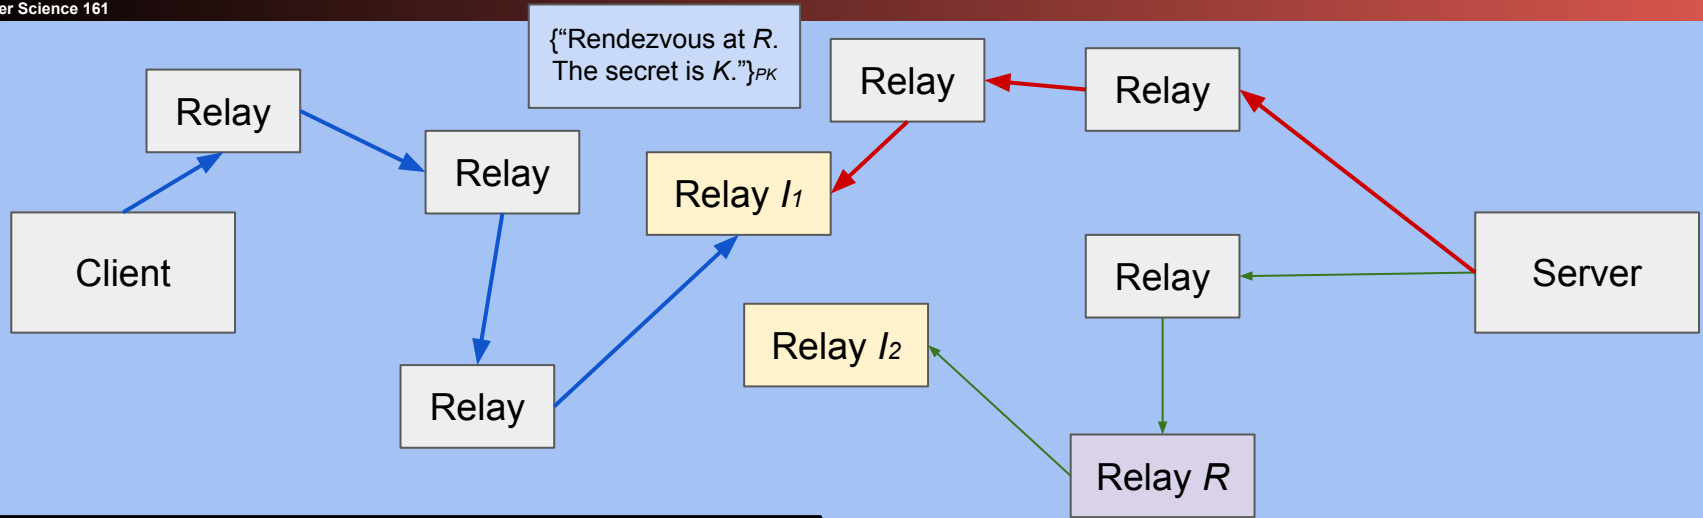 er Science 161
{“Rendezvous at R.
The secret is K.”}PK
Relay
Relay
Relay
Relay
Relay I1
Client
Relay
Server
Relay I2
Relay
Relay R